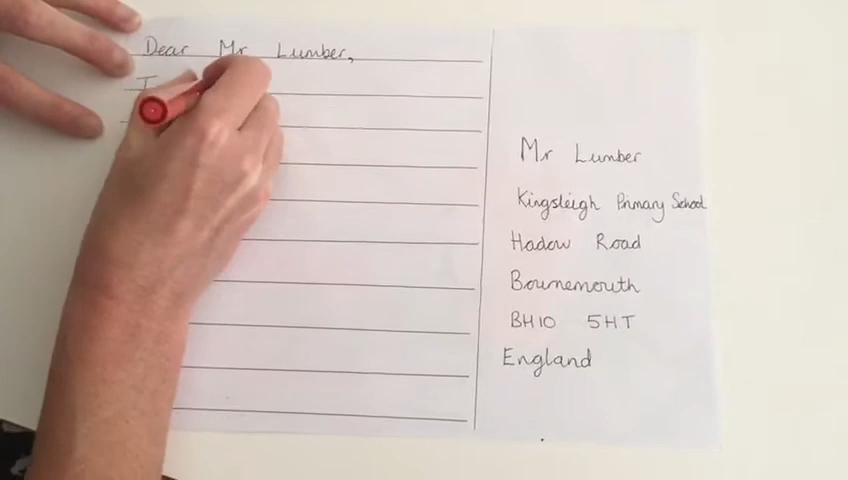 Dear Mr Lumber,
I
Mr Lumber
Kingsleigh Primary School
Hadow Road
Bournemouth
BH10 5HT
England